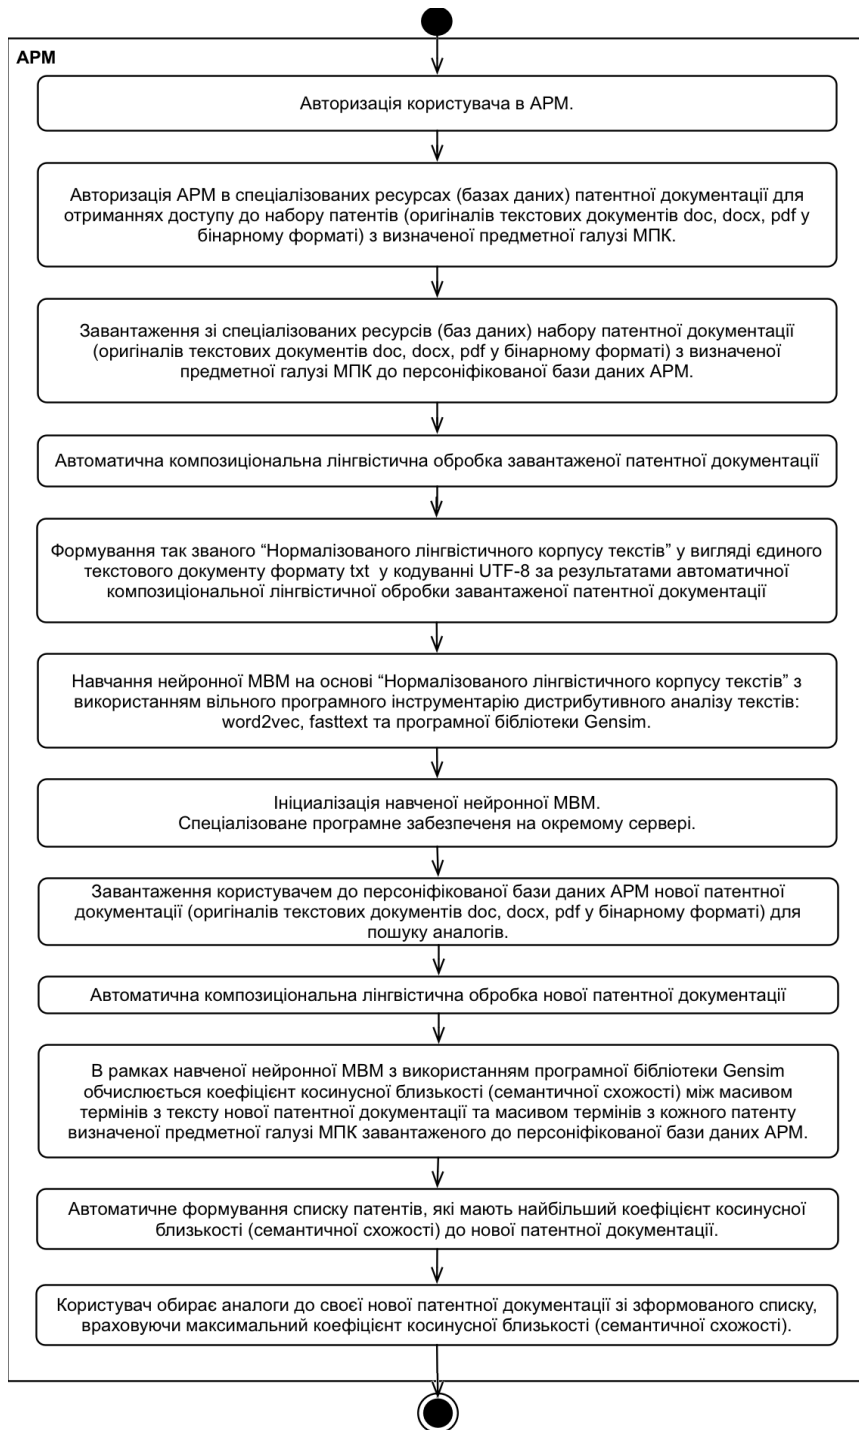 АРМ
Авторизація користувача в АРМ.
Авторизація АРМ в спеціалізованих ресурсах (базах даних) патентної документації для
отриманнях доступу до набору патентів (оригіналів текстових документів doc, docx, pdf у
бінарному форматі) з визначеної предметної галузі МПК.
Завантаження зі спеціалізованих ресурсів (баз даних) набору патентної документації
(оригіналів текстових документів doc, docx, pdf у бінарному форматі) з визначеної
предметної галузі МПК до персоніфікованої бази даних АРМ.
Автоматична композиціональна лінгвістична обробка завантаженої патентної документації
Формування так званого “Нормалізованого лінгвістичного корпусу текстів” у вигляді єдиного
текстового документу формату txt  у кодуванні UTF-8 за результатами автоматичної
композиціональної лінгвістичної обробки завантаженої патентної документації
Навчання нейронної МВМ на основі “Нормалізованого лінгвістичного корпусу текстів” з
використанням вільного програмного інструментарію дистрибутивного аналізу текстів:
word2vec, fasttext та програмної бібліотеки Gensim.
Ініциалізація навченої нейронної МВМ.
Спеціалізоване програмне забезпеченя на окремому сервері.
Завантаження користувачем до персоніфікованої бази даних АРМ нової патентної
документації (оригіналів текстових документів doc, docx, pdf у бінарному форматі) для
пошуку аналогів.
Автоматична композиціональна лінгвістична обробка нової патентної документації
В рамках навченої нейронної МВМ з використанням програмної бібліотеки Gensim
обчислюється коефіцієнт косинусної близькості (семантичної схожості) між масивом
термінів з тексту нової патентної документації та масивом термінів з кожного патенту
визначеної предметної галузі МПК завантаженого до персоніфікованої бази даних АРМ.
Автоматичне формування списку патентів, які мають найбільший коефіцієнт косинусної
близькості (семантичної схожості) до нової патентної документації.
Користувач обирає аналоги до своєї нової патентної документації зі зформованого списку,
враховуючи максимальний коефіцієнт косинусної близькості (семантичної схожості).